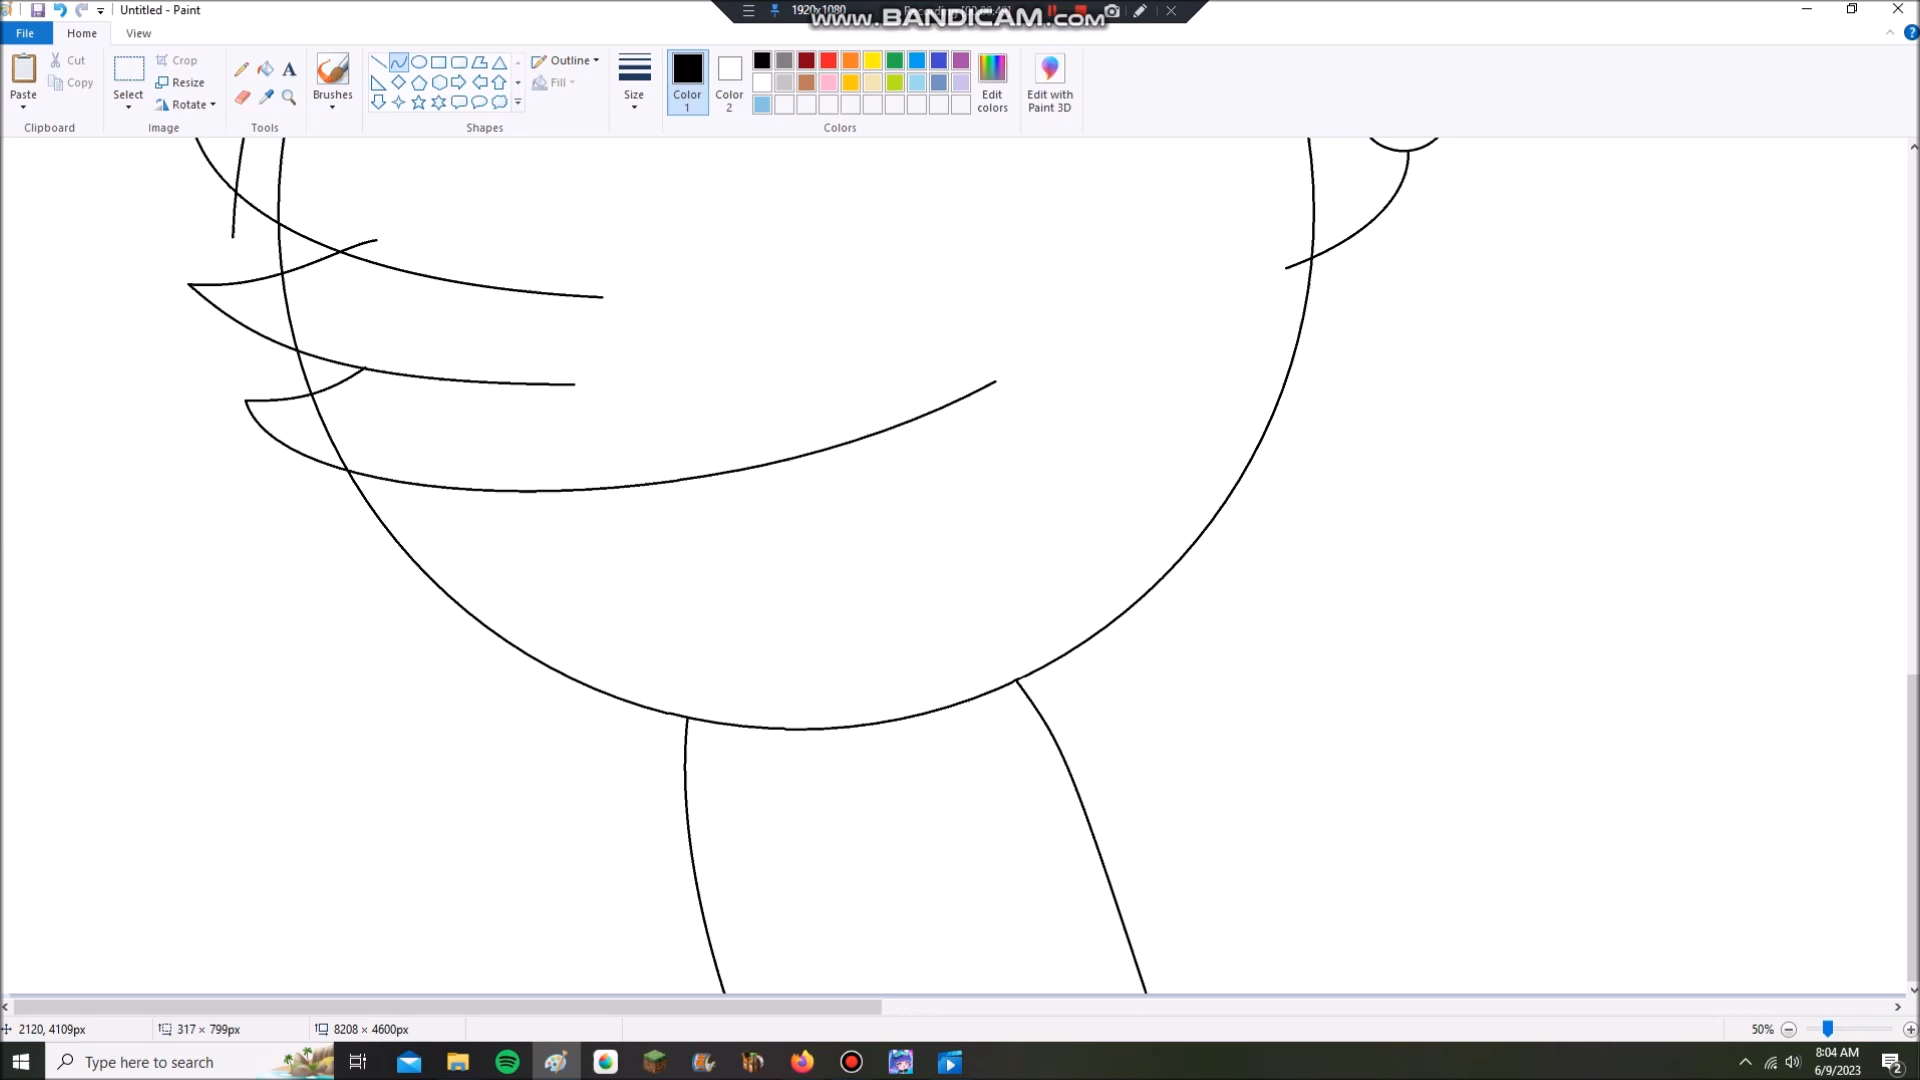 Untitled - Paint
1920x1080
www.BANDICAM.com
File
Home
View
Paste
Cut
Copy
Clipboard
Select
Crop
Resize
Rotate
Image
Tools
Brushes
Shapes
Outline
Fill
Size
Color
1
Color
2
Colors
Edit
colors
Edit with
Paint 3D
2120, 4109px
317 × 799px
8208 × 4600px
50%
Type here to search
8:04 AM
6/9/2023
2